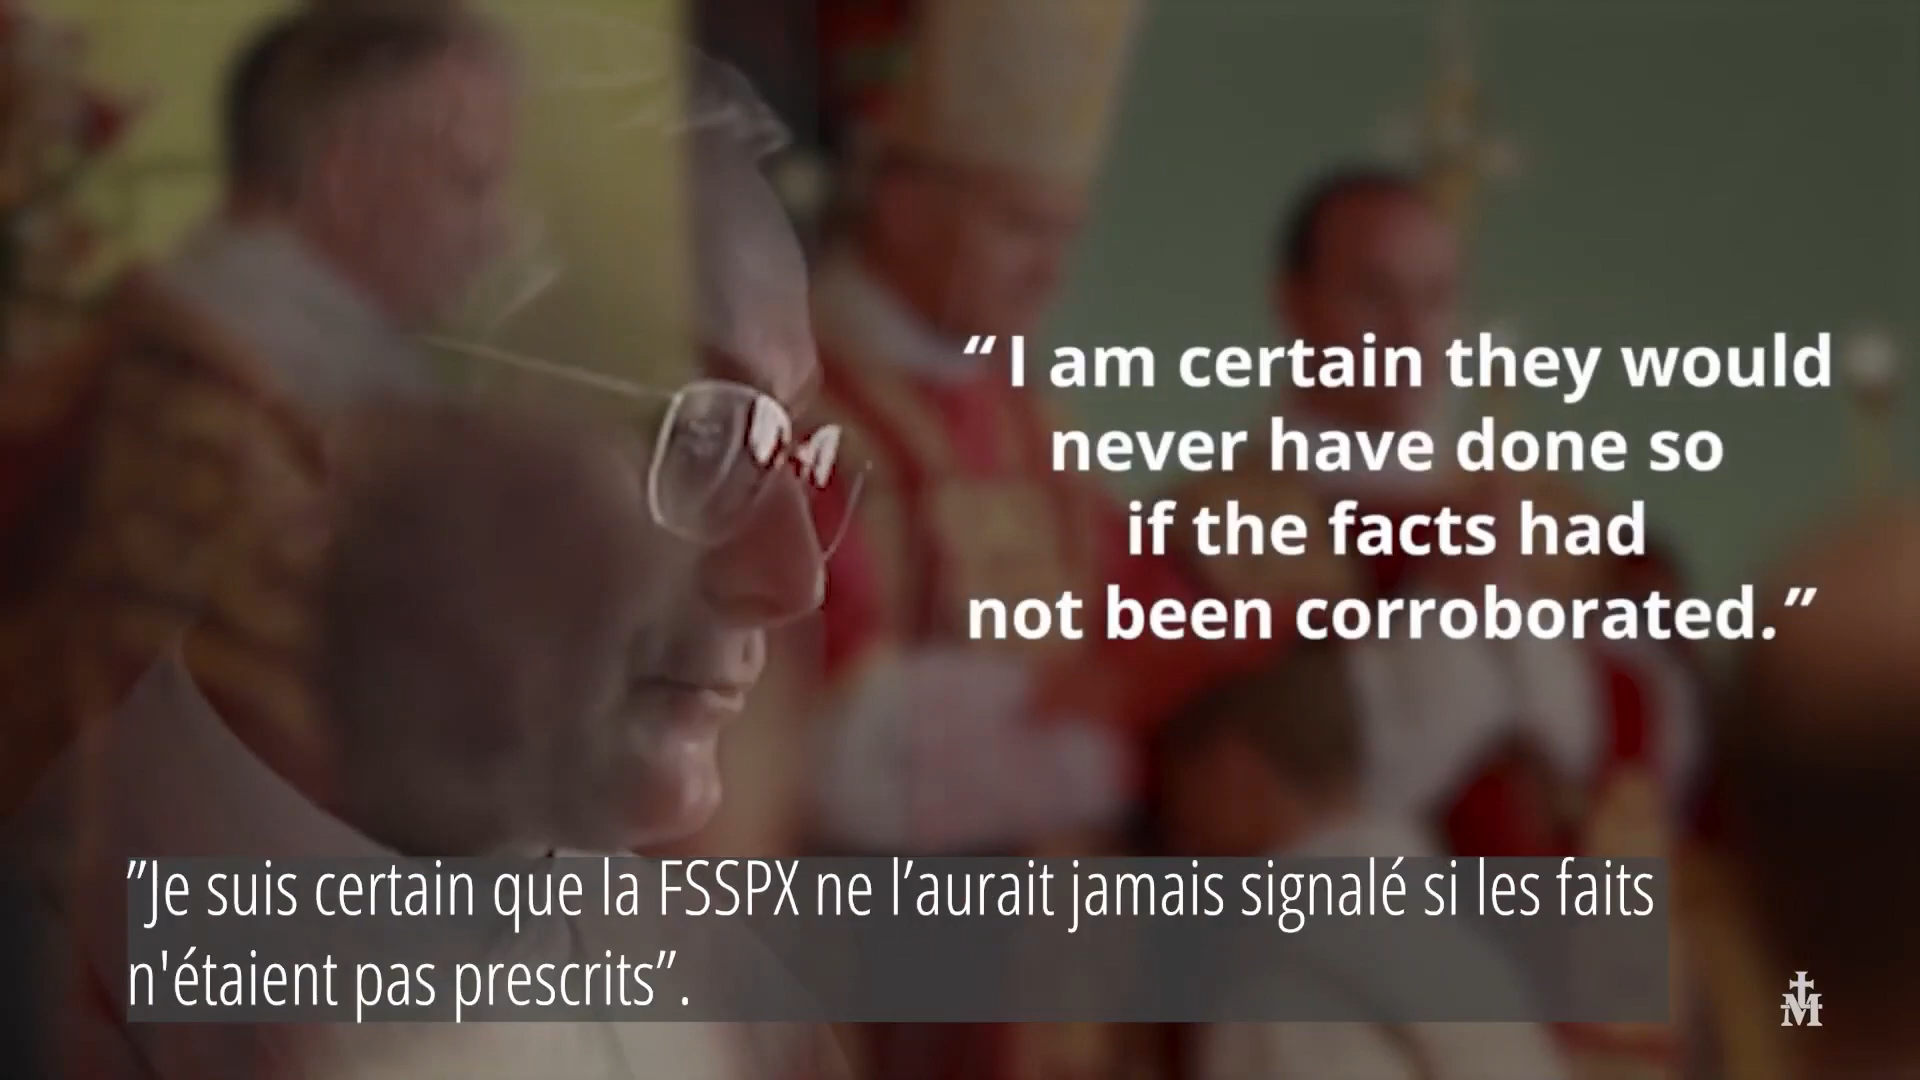 “I am certain they would
never have done so
if the facts had
not been corroborated.”
”Je suis certain que la FSSPX ne l’aurait jamais signalé si les faits
n'étaient pas prescrits”.
M